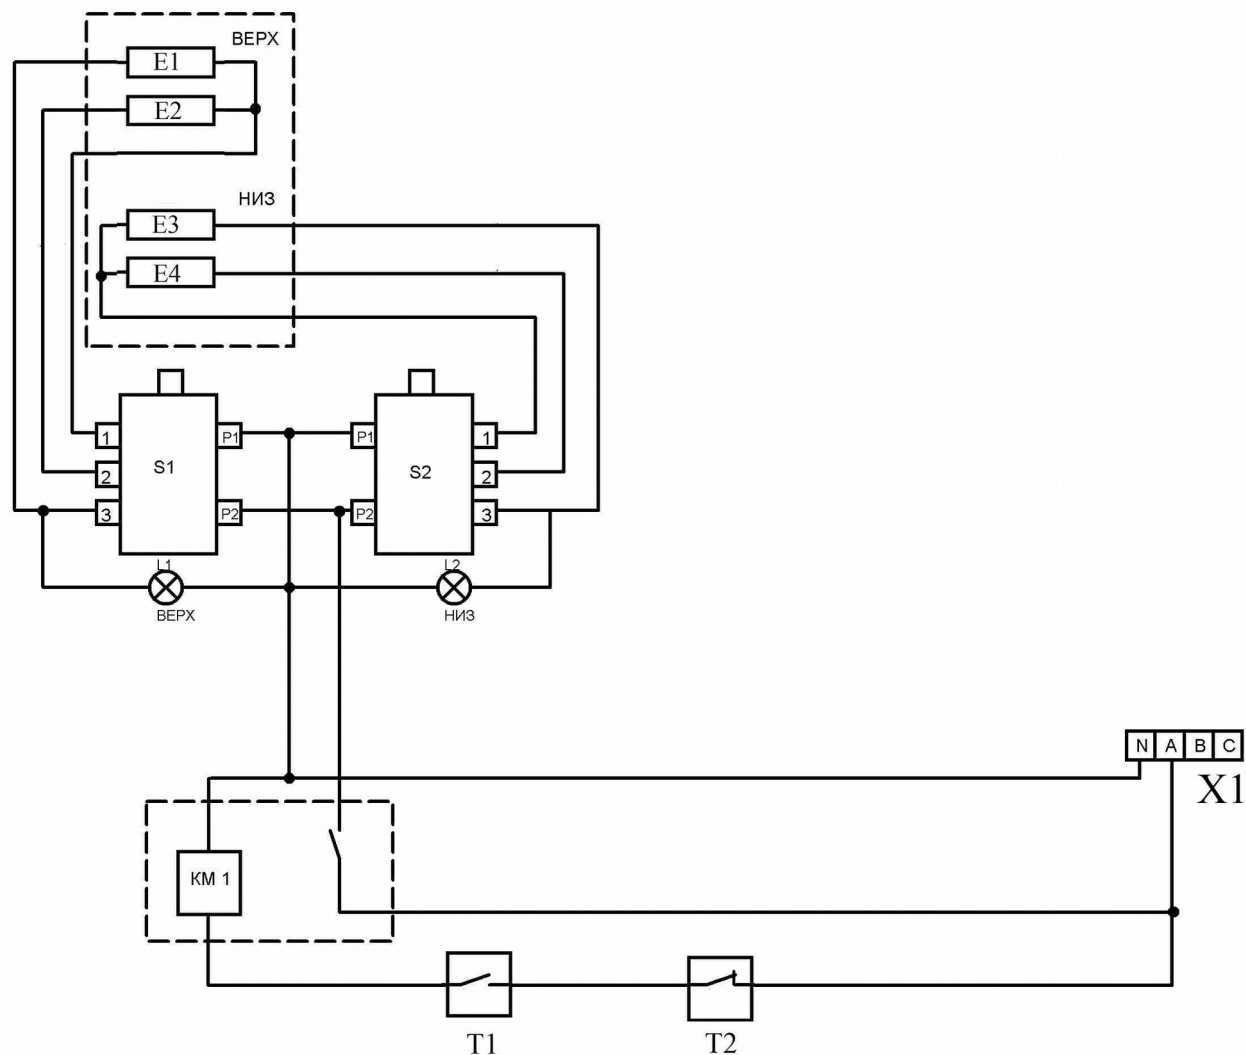 ВЕРХ
E1
E2
НИЗ
E3
E4
1 P1 P1 1
S1 S2
2 2
3 P2 P2 3
L1 L2
ВЕРХ НИЗ
N A B C
X1
КМ 1
T1 T2